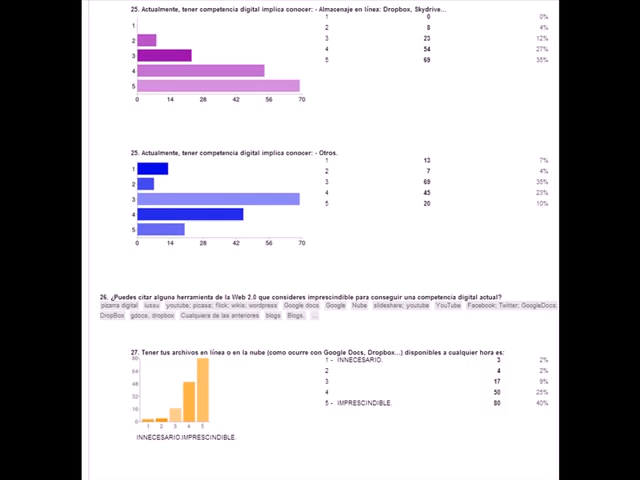 25. Actualmente, tener competencia digital implica conocer: - Almacenaje en línea: Dropbox, Skydrive...
1 0 0%
2 8 4%
3 23 12%
4 54 27%
5 69 35%
1
2
3
4
5
0 14 28 42 56 70
25. Actualmente, tener competencia digital implica conocer: - Otros.
1 13 7%
2 7 4%
3 69 35%
4 45 23%
5 20 10%
1
2
3
4
5
0 14 28 42 56 70
26. ¿Puedes citar alguna herramienta de la Web 2.0 que consideres imprescindible para conseguir una competencia digital actual?
pizarra digital issuu youtube; picasa; flick; wikis; wordpress Google docs Google Nube slideshare; youtube YouTube Facebook; Twitter; GoogleDocs;
DropBox gdocs, dropbox Cualquiera de las anteriores blogs Blogs. ...
27. Tener tus archivos en línea o en la nube (como ocurre con Google Docs, Dropbox...) disponibles a cualquier hora es:
80
64
48
32
16
0
1 2 3 4 5
INNECESARIO.IMPRESCINDIBLE.
1 - INNECESARIO. 3 2%
2 4 2%
3 17 9%
4 50 25%
5 - IMPRESCINDIBLE. 80 40%